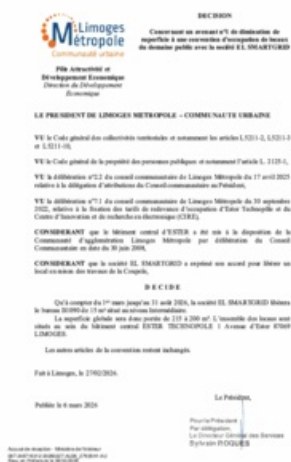 DECISION
Limoges
Métropole
Communauté urbaine
Concernant un avenant n°1 de diminution de
superficie à une convention d'occupation de locaux
du domaine public avec la société EL SMARTGRID
Pôle Attractivité et
Développement Economique
Direction du Développement
Economique
LE PRESIDENT DE LIMOGES METROPOLE – COMMUNAUTE URBAINE
VU le Code général des collectivités territoriales et notamment les articles L5211-2, L5211-9
et L5211-10,
VU le Code général de la propriété des personnes publiques et notamment l'article L. 2125-1,
VU la délibération n°2.2 du conseil communautaire de Limoges Métropole du 17 avril 2025
relative à la délégation d'attributions du Conseil communautaire au Président,
VU la délibération n°7.1 du conseil communautaire de Limoges Métropole du 30 septembre
2022, relative à la fixation des tarifs de redevance d'occupation d'Ester Technopole et du
Centre d'Innovation et de recherche en électronique (CIRE),
CONSIDERANT que le bâtiment central d'ESTER a été mis à la disposition de la
Communauté d'agglomération Limoges Métropole par délibération du Conseil
communautaire en date du 30 juin 2008,
CONSIDERANT que la société EL SMARTGRID a exprimé son accord pour libérer un
local en raison des travaux de la Coupole,
D E C I D E
Qu'à compter du 1er mars jusqu'au 31 août 2026, la société EL SMARTGRID libérera
le bureau de 15 m² situé au niveau Intermédiaire.
La superficie globale sera donc portée de 215 à 200 m². L'ensemble des locaux sont
situés au sein du bâtiment central ESTER TECHNOPOLE 1 Avenue d'Ester 87069
LIMOGES.
Les autres articles de la convention restent inchangés.
Fait à Limoges, le 27/02/2026.
Le Président,
Publiée le 6 mars 2026
Pour le Président
Par délégation,
Le Directeur Général des Services
Sylvain ROQUES
Accusé de réception - Ministère de l'Intérieur